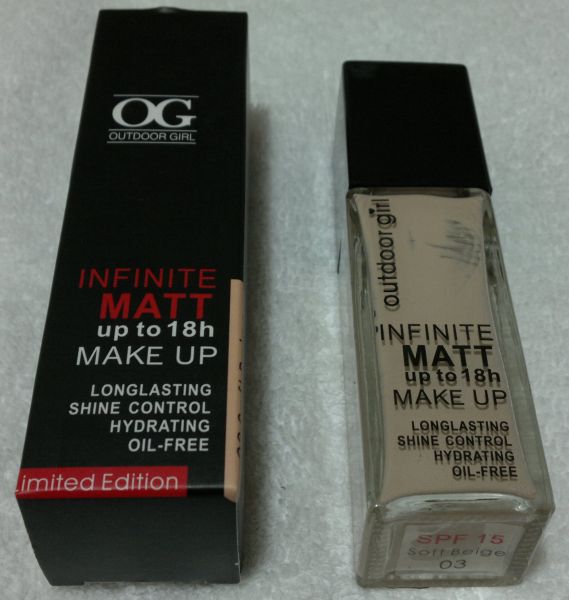 OG
OUTDOOR GIRL
INFINITE
MATT
up to 18h
MAKE UP
LONGLASTING
SHINE CONTROL
HYDRATING
OIL-FREE
imited Edition
outdoor girl
INFINITE
MATT
up to 18h
MAKE UP
LONGLASTING
SHINE CONTROL
HYDRATING
OIL-FREE
SPF 15
Soft Beige
03